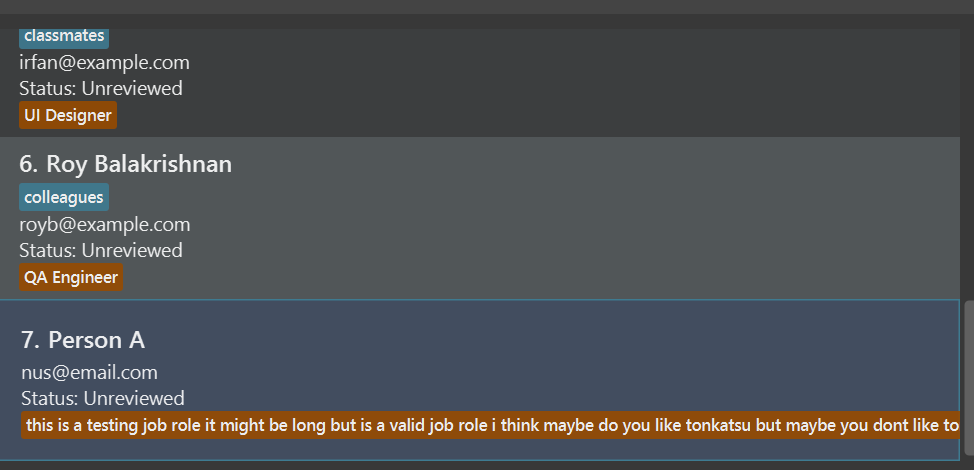 classmates
irfan@example.com
Status: Unreviewed
UI Designer
6. Roy Balakrishnan
colleagues
royb@example.com
Status: Unreviewed
QA Engineer
7. Person A
nus@email.com
Status: Unreviewed
this is a testing job role it might be long but is a valid job role i think maybe do you like tonkatsu but maybe you dont like to